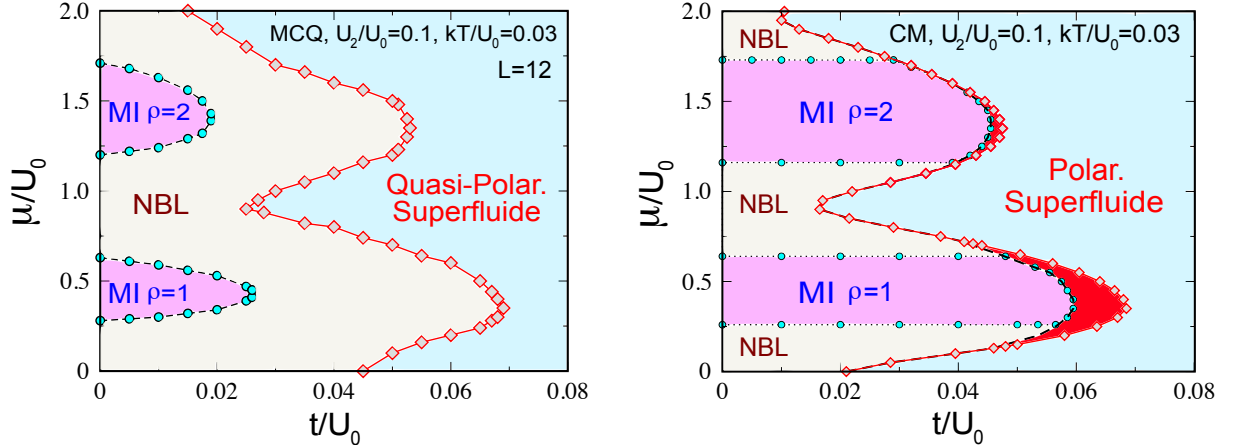 MCQ, U₂/U₀=0.1, kT/U₀=0.03
L=12
MI ρ=2
NBL
Quasi-Polar.
Superfluide
MI ρ=1
2.0
1.5
1.0
0.5
0
μ/U₀
0.00
0.02
0.04
0.06
0.08
t/U₀
CM, U₂/U₀=0.1, kT/U₀=0.03
NBL
MI ρ=2
NBL
Polar.
Superfluide
MI ρ=1
NBL
2.0
1.5
1.0
0.5
0
μ/U₀
0.00
0.02
0.04
0.06
0.08
t/U₀